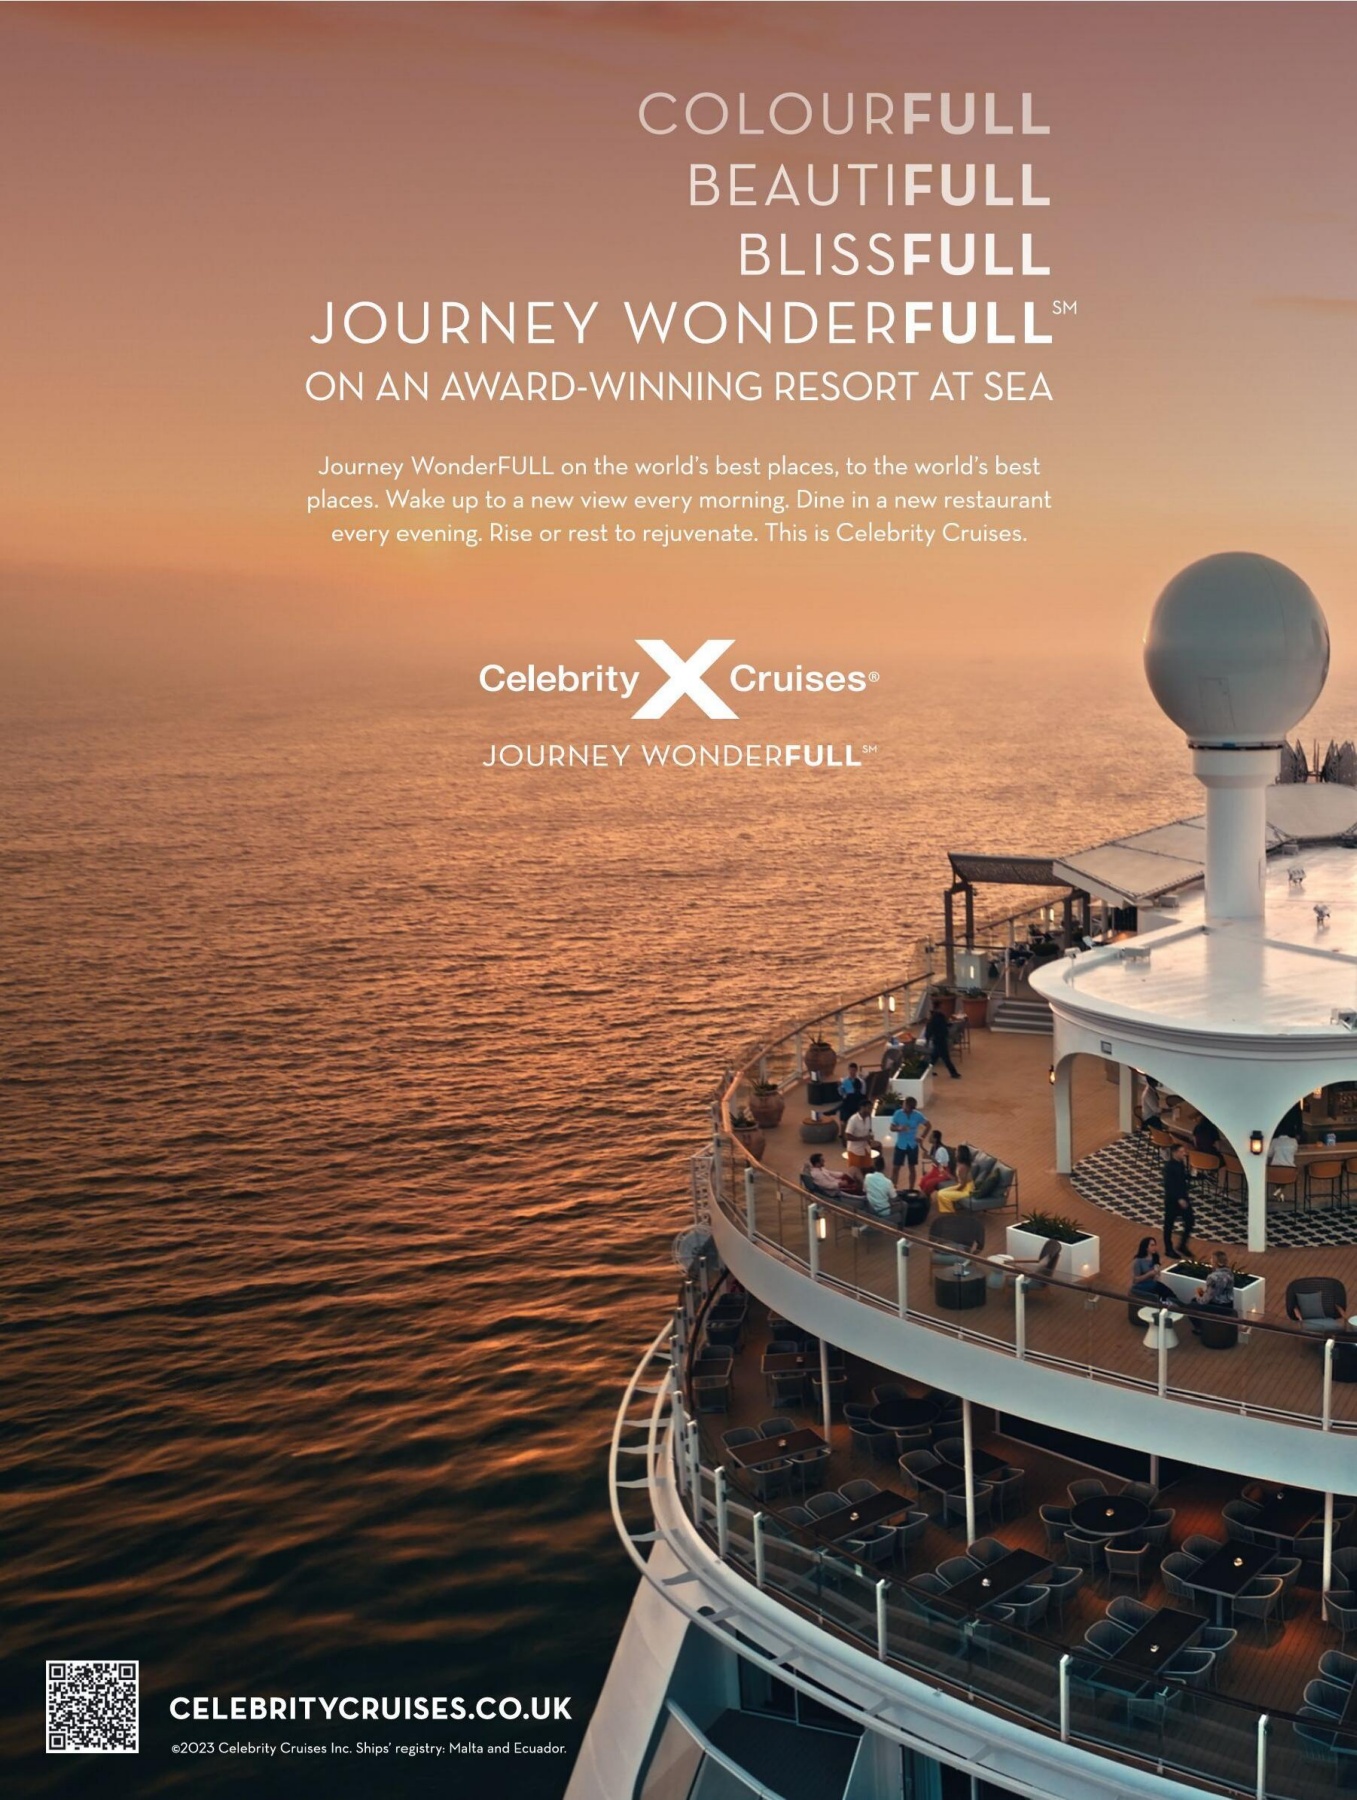 COLOURFULL
BEAUTIFULL
BLISSFULL
JOURNEY WONDERFULL℠
ON AN AWARD-WINNING RESORT AT SEA
Journey WonderFULL on the world's best places, to the world's best
places. Wake up to a new view every morning. Dine in a new restaurant
every evening. Rise or rest to rejuvenate. This is Celebrity Cruises.
Celebrity X Cruises®
JOURNEY WONDERFULL℠
CELEBRITYCRUISES.CO.UK
©2023 Celebrity Cruises Inc. Ships' registry: Malta and Ecuador.